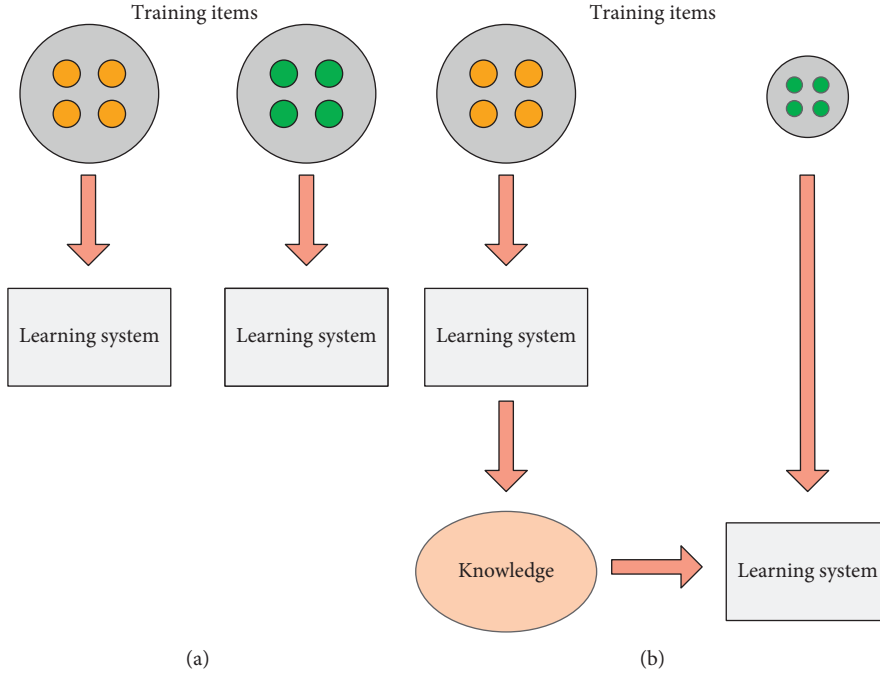 Training items
Training items
Learning system
Learning system
Learning system
Knowledge
Learning system
(a)
(b)